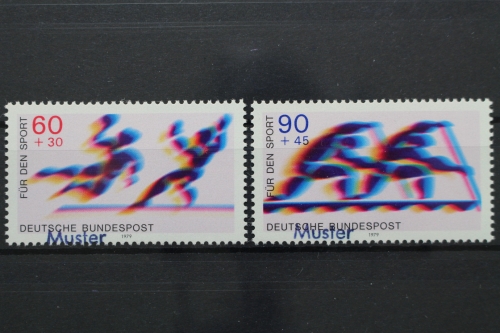 60
+ 30
FÜR DEN SPORT
DEUTSCHE BUNDESPOST
Muster
1979
90
+ 45
FÜR DEN SPORT
DEUTSCHE BUNDESPOST
Muster
1979